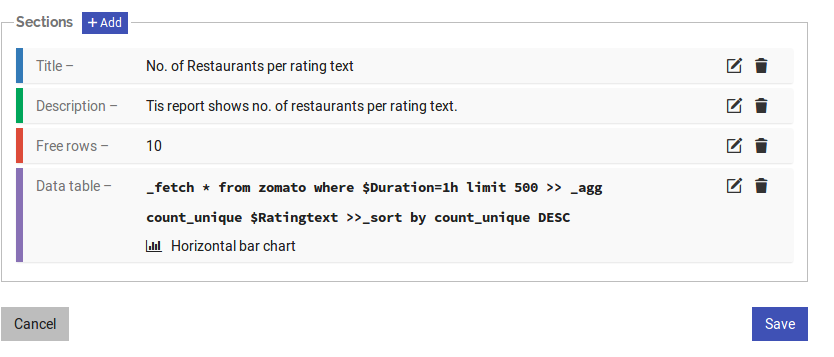 Sections + Add
Title – No. of Restaurants per rating text
Description – Tis report shows no. of restaurants per rating text.
Free rows – 10
Data table – _fetch * from zomato where $Duration=1h limit 500 >> _agg
count_unique $Ratingtext >>_sort by count_unique DESC
Horizontal bar chart
Cancel Save